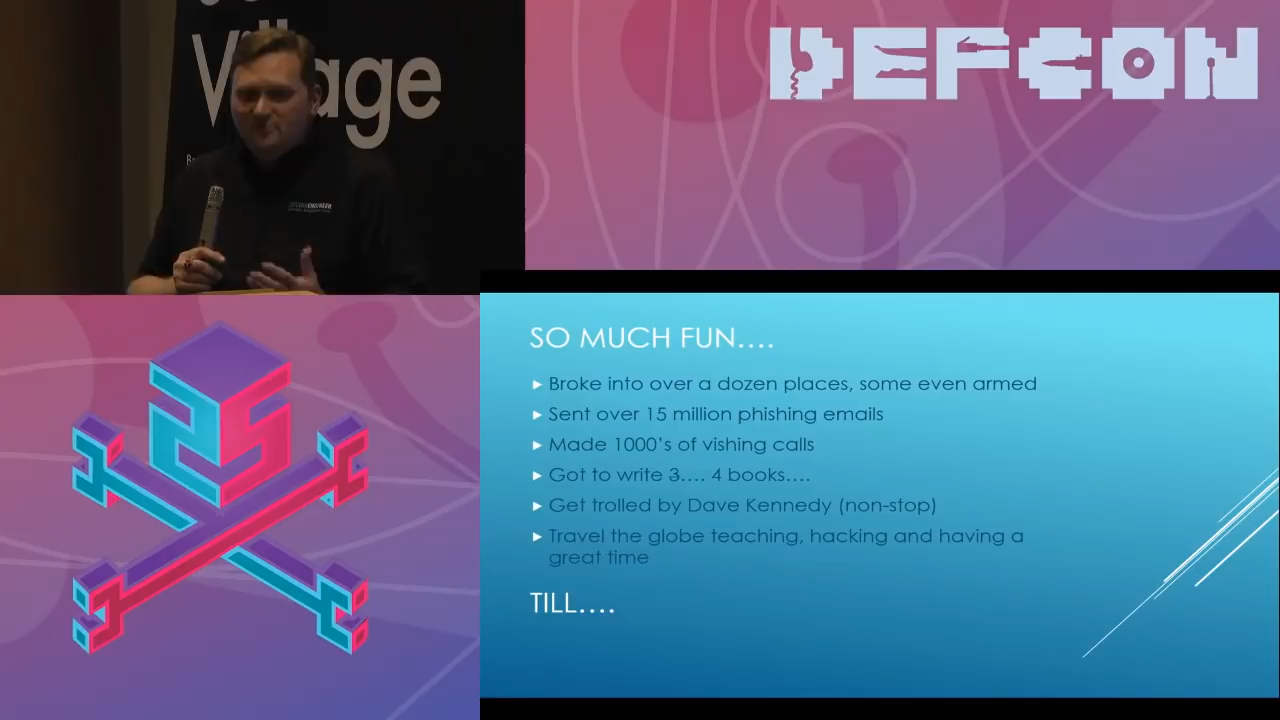 Village
DEFCON
SO MUCH FUN....
Broke into over a dozen places, some even armed
Sent over 15 million phishing emails
Made 1000's of vishing calls
Got to write 3.... 4 books....
Get trolled by Dave Kennedy (non-stop)
Travel the globe teaching, hacking and having a
great time
TILL....